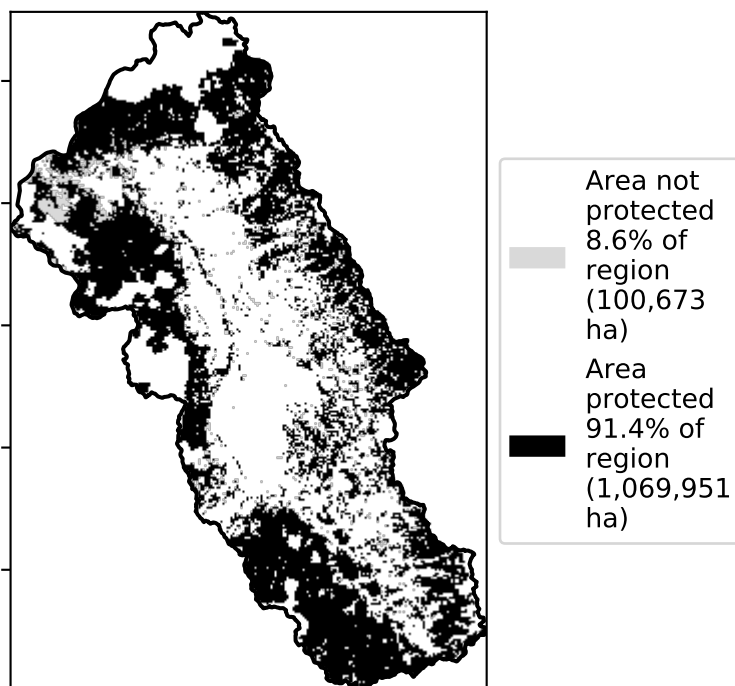 Area not
protected
8.6% of
region
(100,673
ha)
Area
protected
91.4% of
region
(1,069,951
ha)